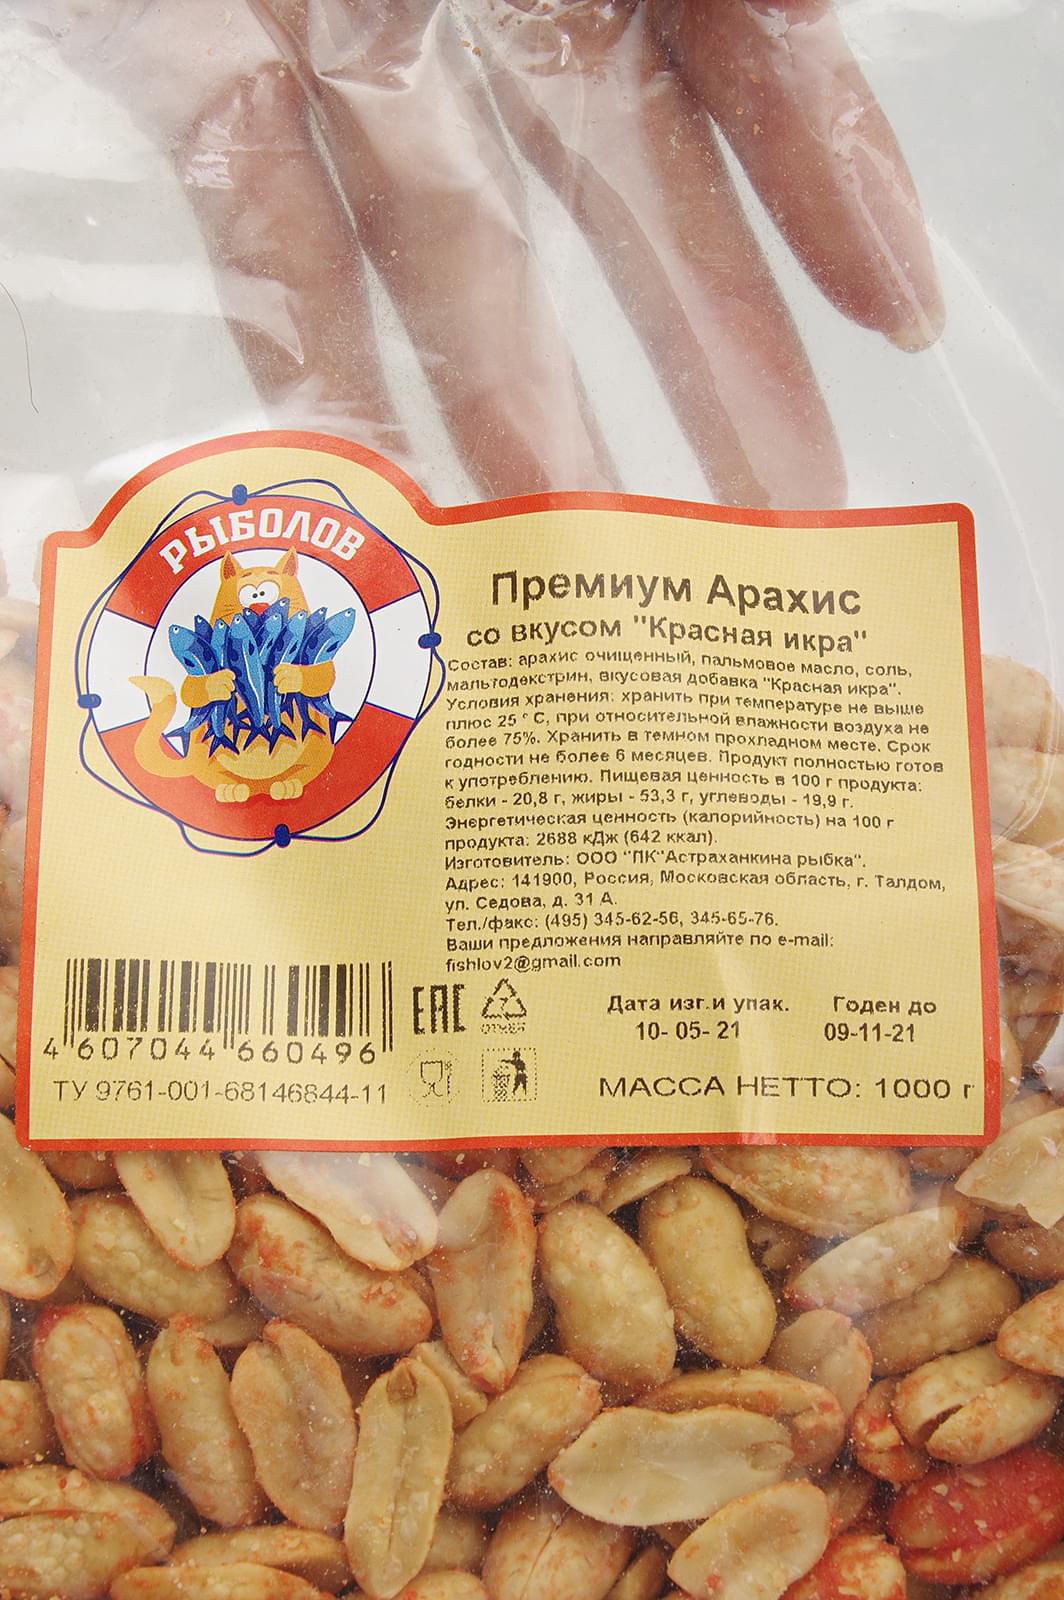 РЫБОЛОВ
Премиум Арахис
со вкусом "Красная икра"
Состав: арахис очищенный, пальмовое масло, соль,
мальтодекстрин, вкусовая добавка "Красная икра".
Условия хранения: хранить при температуре не выше
плюс 25 ° С, при относительной влажности воздуха не
более 75%. Хранить в темном прохладном месте. Срок
годности не более 6 месяцев. Продукт полностью готов
к употреблению. Пищевая ценность в 100 г продукта:
белки - 20,8 г, жиры - 53,3 г, углеводы - 19,9 г.
Энергетическая ценность (калорийность) на 100 г
продукта: 2688 кДж (642 ккал).
Изготовитель: ООО "ПК"Астраханкина рыбка".
Адрес: 141900, Россия, Московская область, г. Талдом,
ул. Седова, д. 31 А.
Тел./факс: (495) 345-62-56, 345-65-76.
Ваши предложения направляйте по e-mail:
fishlov2@gmail.com
4 607044 660496
ЕАС
7
Дата изг.и упак. Годен до
10- 05- 21 09-11-21
ТУ 9761-001-68146844-11
МАССА НЕТТО: 1000 г